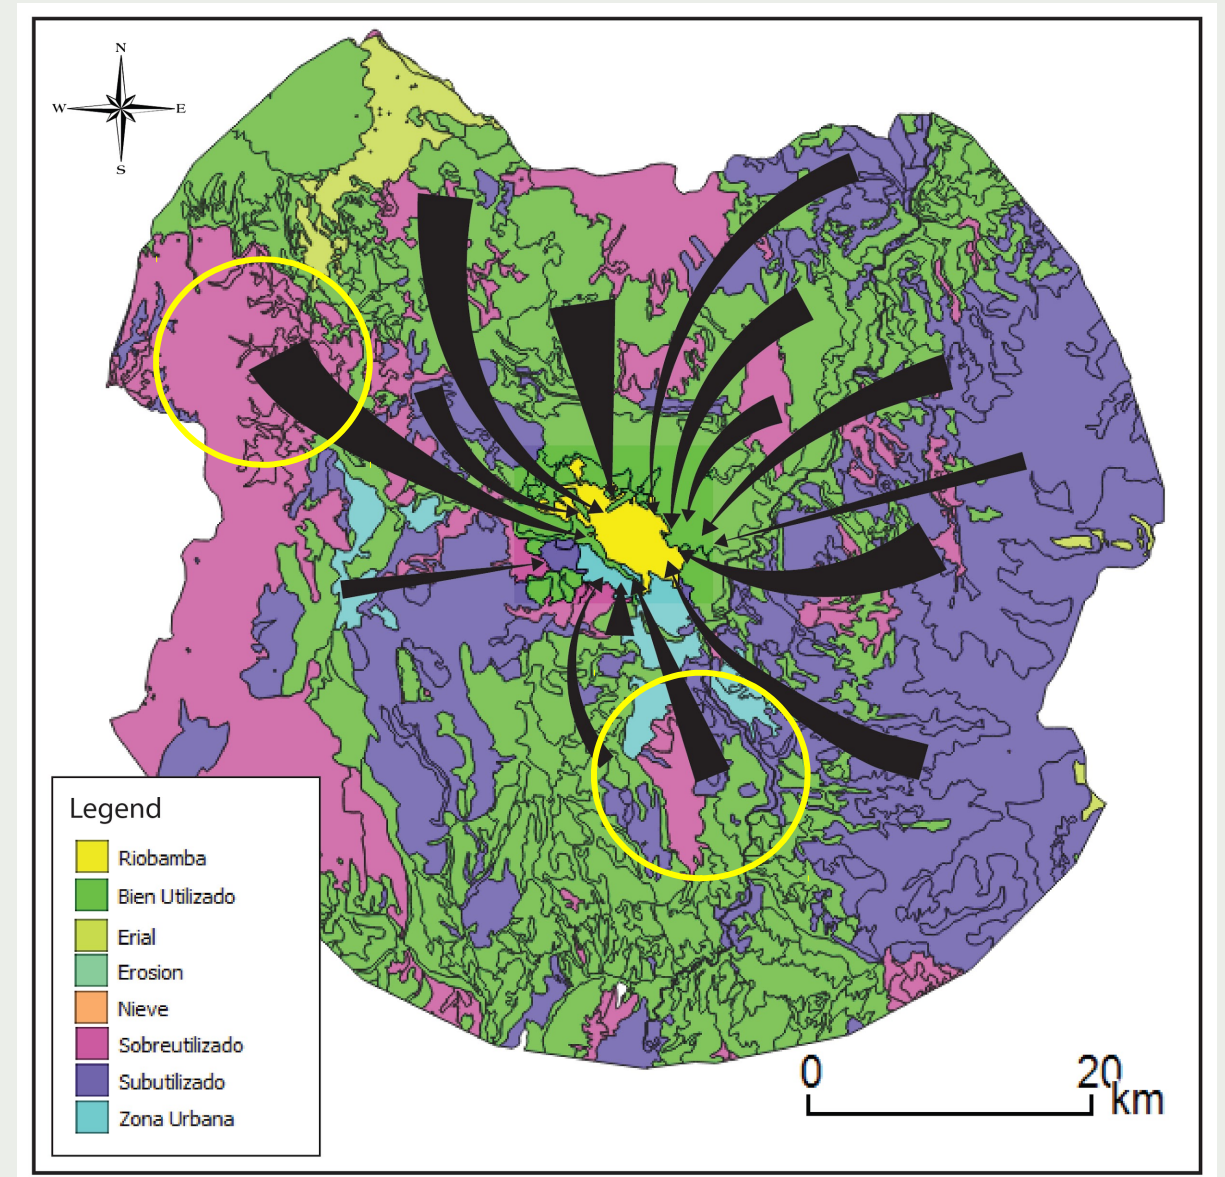 N
W E
S
Legend
Riobamba
Bien Utilizado
Erial
Erosion
Nieve
Sobreutilizado
Subutilizado
Zona Urbana
0 20
km